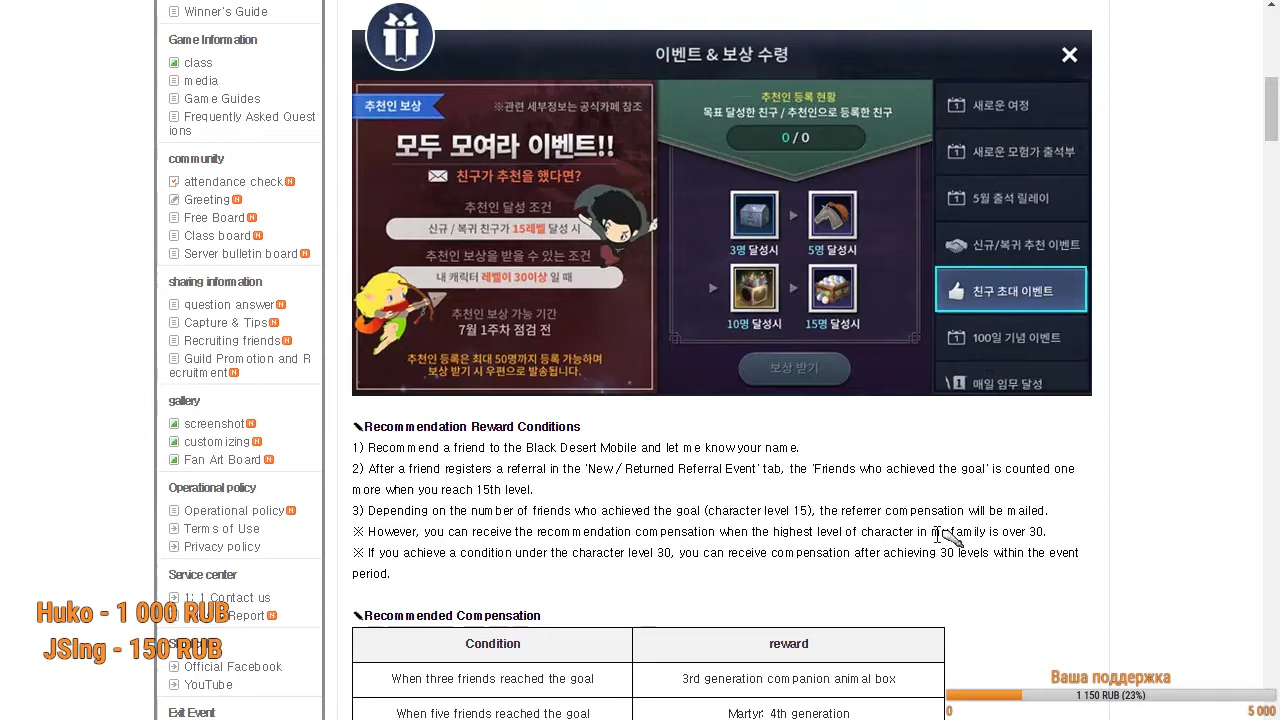 Winner's Guide
Game Information
class
media
Game Guides
Frequently Asked Quest
ions
community
attendance check N
Greeting N
Free Board N
Class board N
Server bulletin board N
sharing information
question answer N
Capture & Tips N
Recruiting friends N
Guild Promotion and R
ecruitment N
gallery
screenshot N
customizing N
Fan Art Board N
Operational policy
Operational policy N
Terms of Use
Privacy policy
Service center
1: 1 Contact us
Report N
Official Facebook
YouTube
Exit Event
Huko - 1 000 RUB
JSIng - 150 RUB
이벤트 & 보상 수령
추천인 보상
※관련 세부정보는 공식카페 참조
모두 모여라 이벤트!!
친구가 추천을 했다면?
추천인 달성 조건
신규 / 복귀 친구가 15레벨 달성 시
추천인 보상을 받을 수 있는 조건
내 캐릭터 레벨이 30이상 일 때
추천인 보상 가능 기간
7월 1주차 점검 전
추천인 등록은 최대 50명까지 등록 가능하며
보상 받기 시 우편으로 발송됩니다.
추천인 등록 현황
목표 달성한 친구 / 추천인으로 등록한 친구
0 / 0
3명 달성시
5명 달성시
10명 달성시
15명 달성시
보상 받기
새로운 여정
새로운 모험가 출석부
5월 출석 릴레이
신규/복귀 추천 이벤트
친구 초대 이벤트
100일 기념 이벤트
매일 임무 달성
Recommendation Reward Conditions
1) Recommend a friend to the Black Desert Mobile and let me know your name.
2) After a friend registers a referral in the 'New / Returned Referral Event' tab, the 'Friends who achieved the goal' is counted one
more when you reach 15th level.
3) Depending on the number of friends who achieved the goal (character level 15), the referrer compensation will be mailed.
※ However, you can receive the recommendation compensation when the highest level of character in my family is over 30.
※ If you achieve a condition under the character level 30, you can receive compensation after achieving 30 levels within the event
period.
Recommended Compensation
Condition
reward
When three friends reached the goal
3rd generation companion animal box
When five friends reached the goal
Martyr: 4th generation
Ваша поддержка
1 150 RUB (23%)
0
5 000